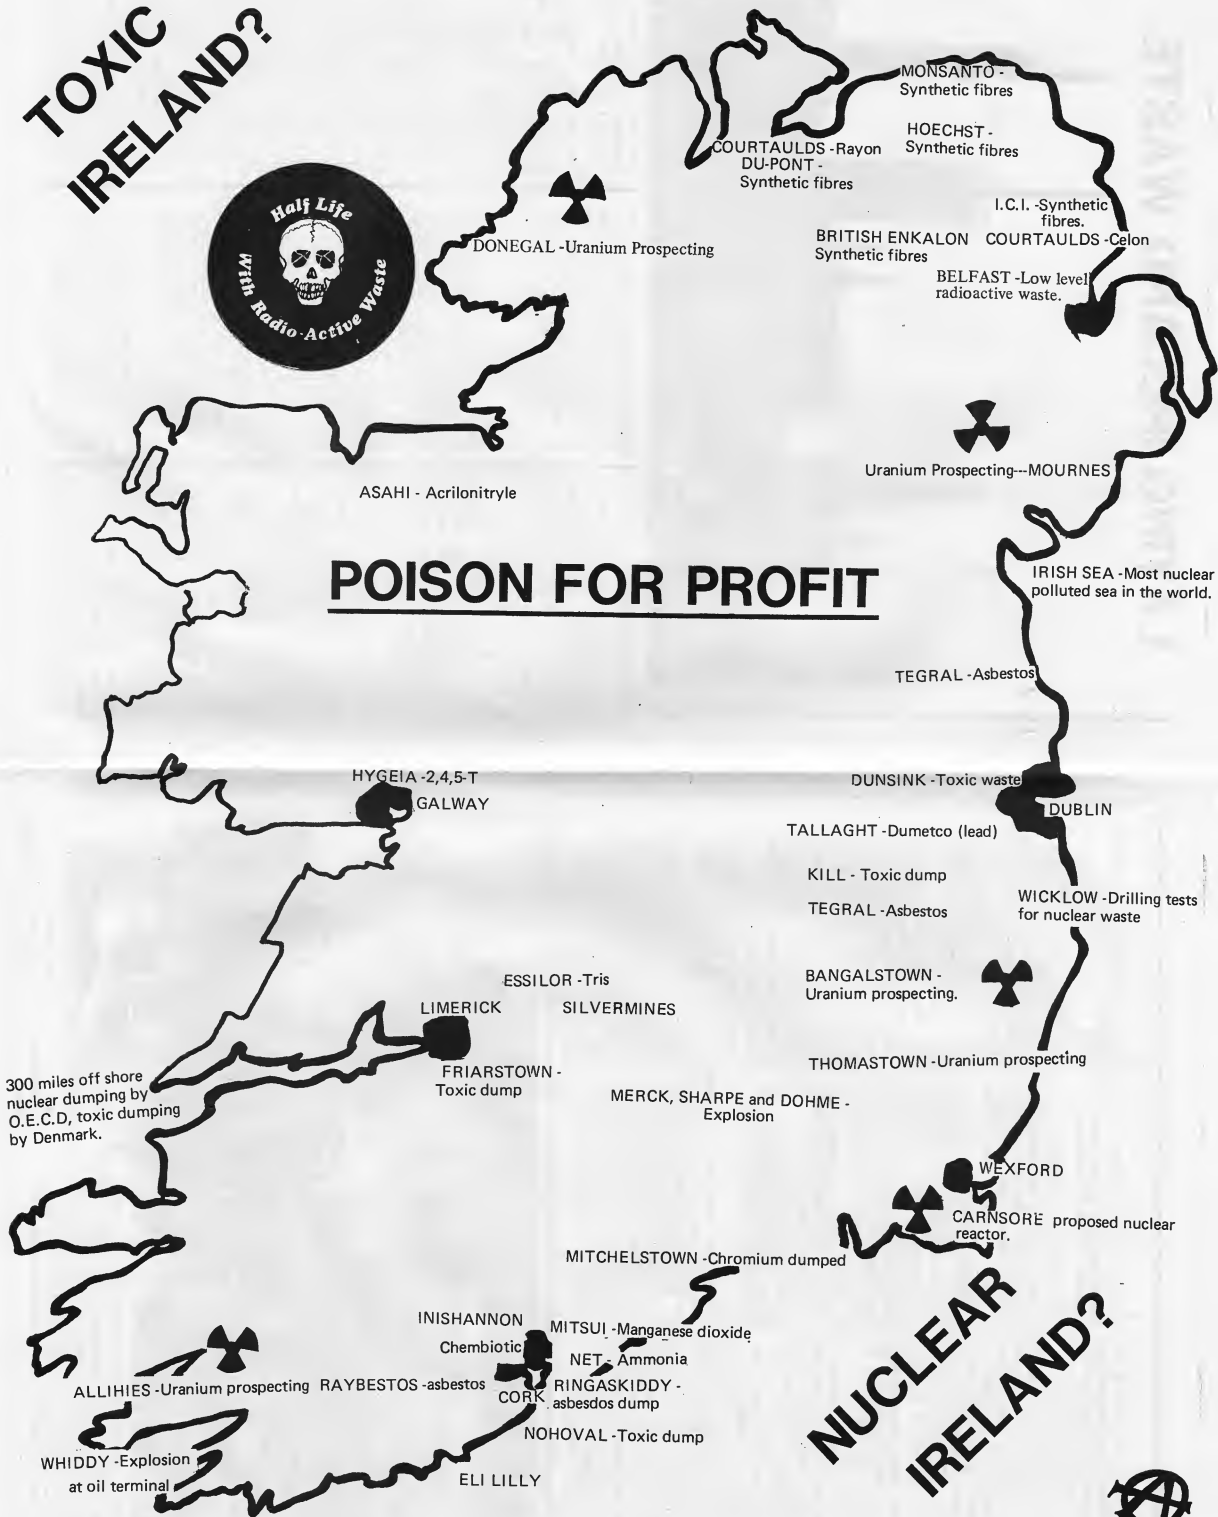 TOXIC
IRELAND?
Half Life
With Radio-Active Waste
MONSANTO -
Synthetic fibres
HOECHST -
Synthetic fibres
COURTAULDS -Rayon
DU-PONT -
Synthetic fibres
I.C.I. -Synthetic
fibres.
BRITISH ENKALON
Synthetic fibres
COURTAULDS -Celon
DONEGAL -Uranium Prospecting
BELFAST -Low level
radioactive waste.
Uranium Prospecting---MOURNES
ASAHI - Acrilonitryle
POISON FOR PROFIT
IRISH SEA -Most nuclear
polluted sea in the world.
TEGRAL -Asbestos
HYGEIA -2,4,5-T
GALWAY
DUNSINK -Toxic waste
DUBLIN
TALLAGHT -Dumetco (lead)
KILL - Toxic dump
TEGRAL -Asbestos
WICKLOW -Drilling tests
for nuclear waste
BANGALSTOWN -
Uranium prospecting.
ESSILOR -Tris
LIMERICK
SILVERMINES
FRIARSTOWN -
Toxic dump
THOMASTOWN -Uranium prospecting
300 miles off shore
nuclear dumping by
O.E.C.D, toxic dumping
by Denmark.
MERCK, SHARPE and DOHME -
Explosion
WEXFORD
CARNSORE proposed nuclear
reactor.
MITCHELSTOWN -Chromium dumped
INISHANNON
Chembiotic
MITSUI -Manganese dioxide
NET - Ammonia
ALLIHIES -Uranium prospecting
RAYBESTOS -asbestos
CORK
RINGASKIDDY -
asbesdos dump
NOHOVAL -Toxic dump
WHIDDY -Explosion
at oil terminal
ELI LILLY
NUCLEAR
IRELAND?